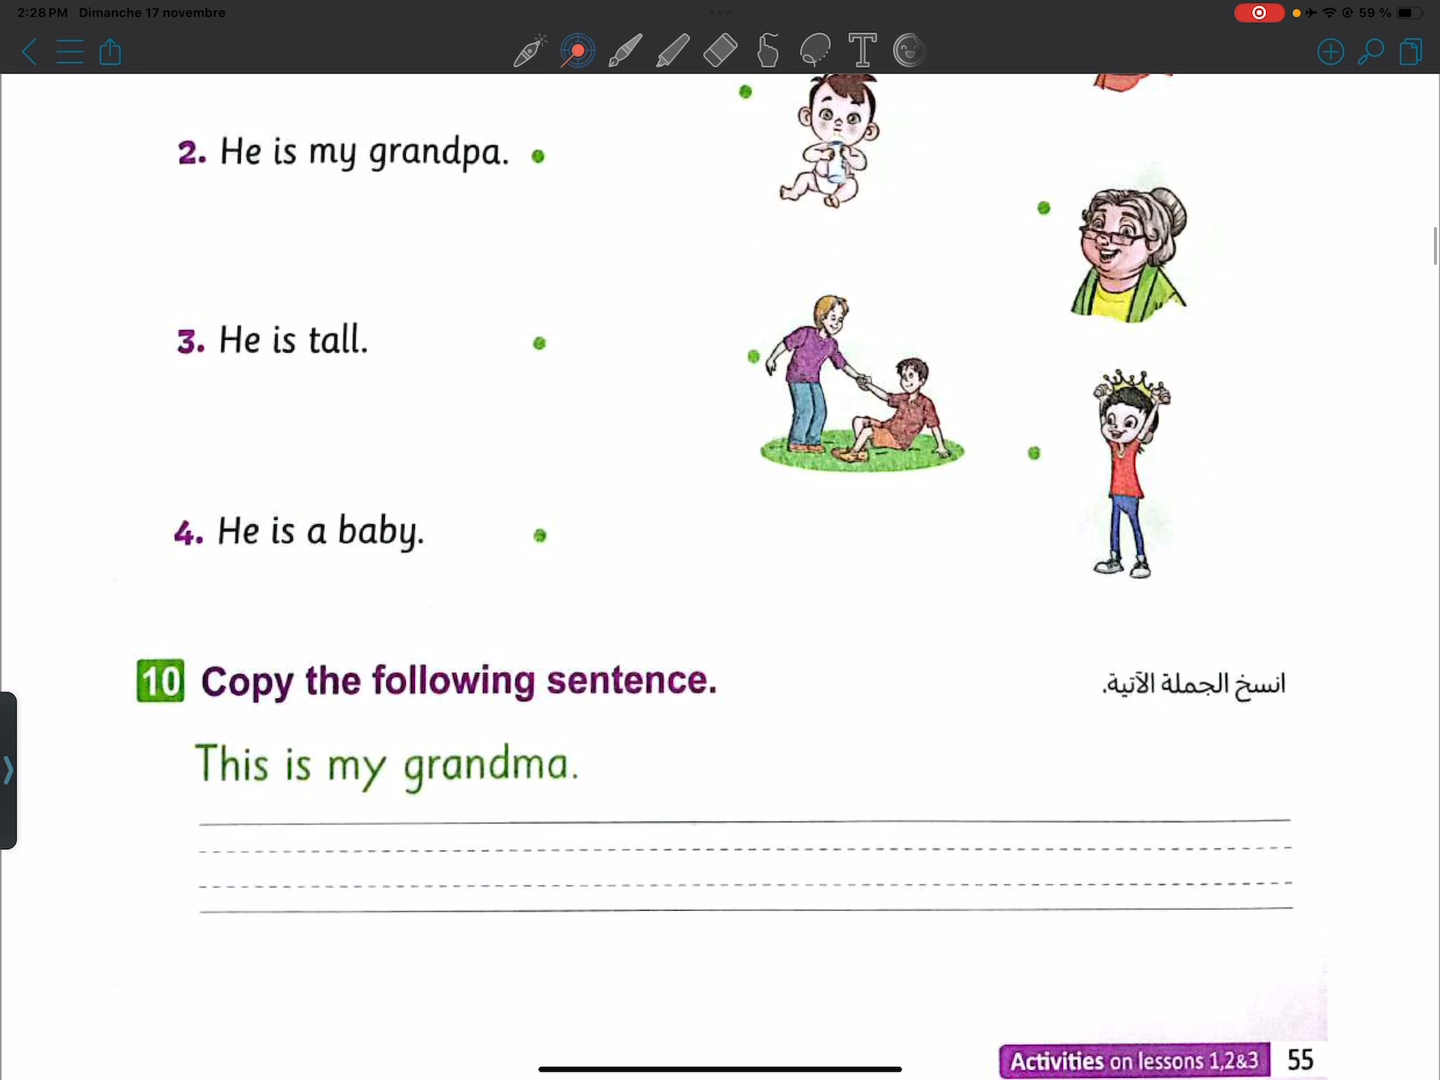 2:28 PM Dimanche 17 novembre
59 %
2. He is my grandpa.
3. He is tall.
4. He is a baby.
10 Copy the following sentence.
انسخ الجملة الآتية.
This is my grandma.
Activities on lessons 1,2&3 55